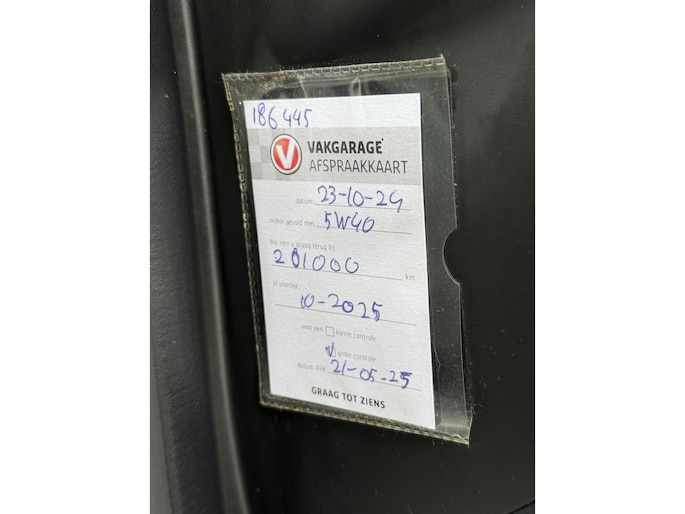 186445
V
VAKGARAGE
AFSPRAAKKAART
datum 23-10-24
motor gevuld met 5W40
Wij zien u graag terug bij
201000 km
of uiterlijk
10-2025
voor een kleine controle
V grote controle
datum APK 21-05-25
GRAAG TOT ZIENS